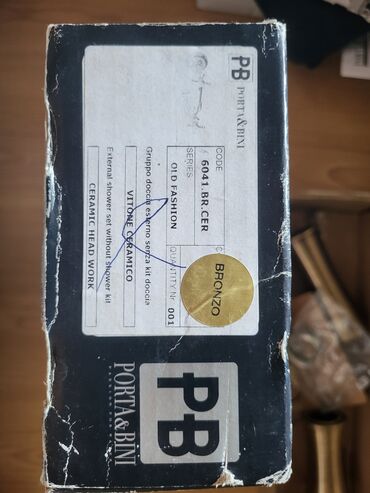 PB PORTA&BINI
CODE
6041.BR.CER
SERIES
OLD FASHION
QUANTITY Nr.
001
BRONZO
Gruppo doccia esterno senza kit doccia
VITONE CERAMICO
External shower set without shower kit
CERAMIC HEAD WORK
PB
PORTA&BINI